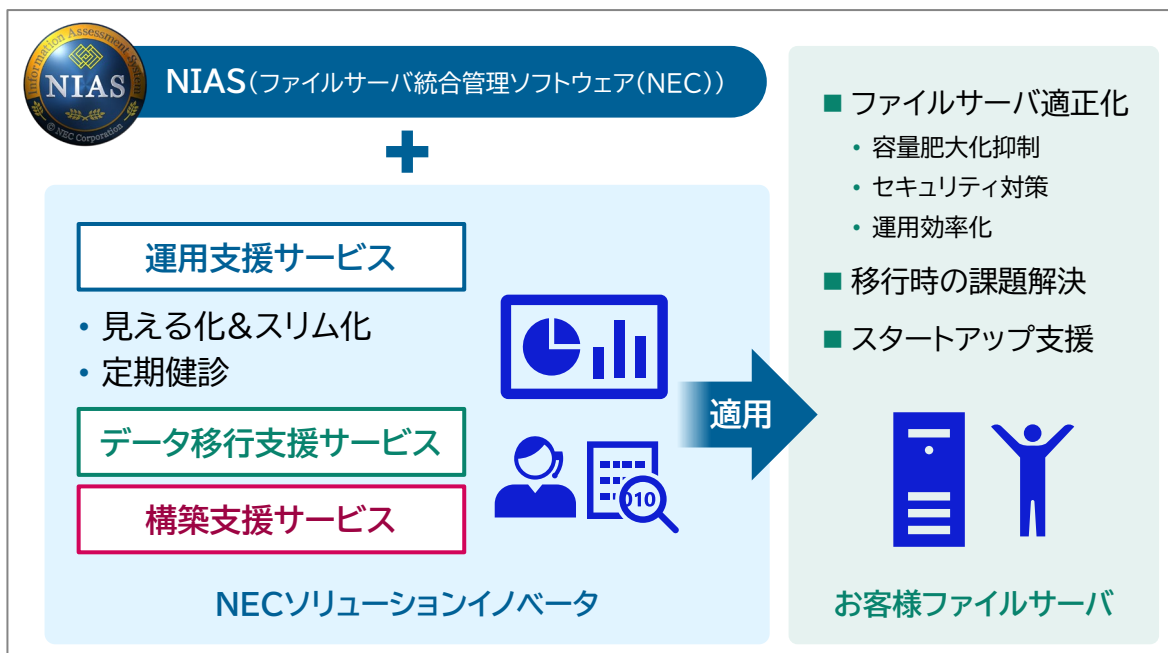 Information Assessment System
NIAS
© NEC Corporation
NIAS(ファイルサーバ統合管理ソフトウェア(NEC))
+
運用支援サービス
・見える化&スリム化
・定期健診
データ移行支援サービス
構築支援サービス
010
NECソリューションイノベータ
適用
■ ファイルサーバ適正化
・容量肥大化抑制
・セキュリティ対策
・運用効率化
■ 移行時の課題解決
■ スタートアップ支援
お客様ファイルサーバ